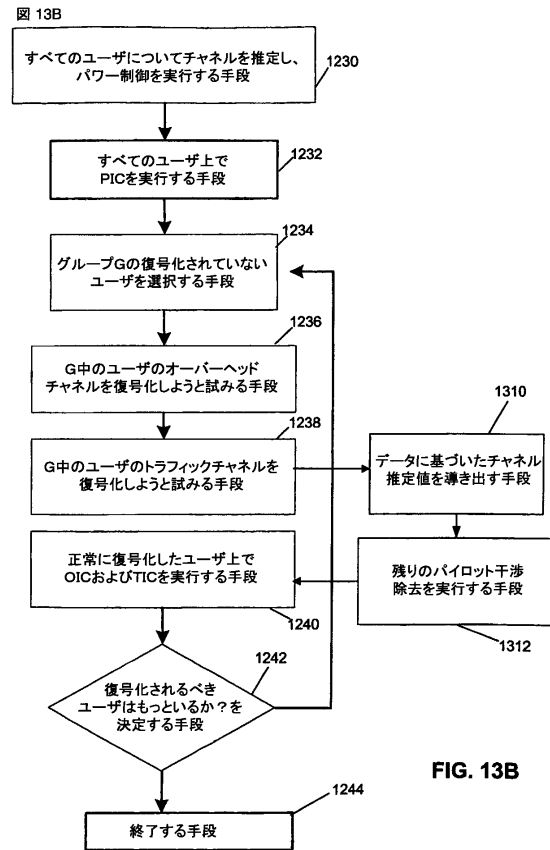 図 13B
すべてのユーザについてチャネルを推定し、
パワー制御を実行する手段
1230
すべてのユーザ上で
PICを実行する手段
1232
1234
グループGの復号化されていない
ユーザを選択する手段
1236
G中のユーザのオーバーヘッド
チャネルを復号化しようと試みる手段
1238
G中のユーザのトラフィックチャネルを
復号化しようと試みる手段
1310
データに基づいたチャネル
推定値を導き出す手段
残りのパイロット干渉
除去を実行する手段
1312
正常に復号化したユーザ上で
OICおよびTICを実行する手段
1240
1242
復号化されるべき
ユーザはもっといるか？を
決定する手段
FIG. 13B
1244
終了する手段